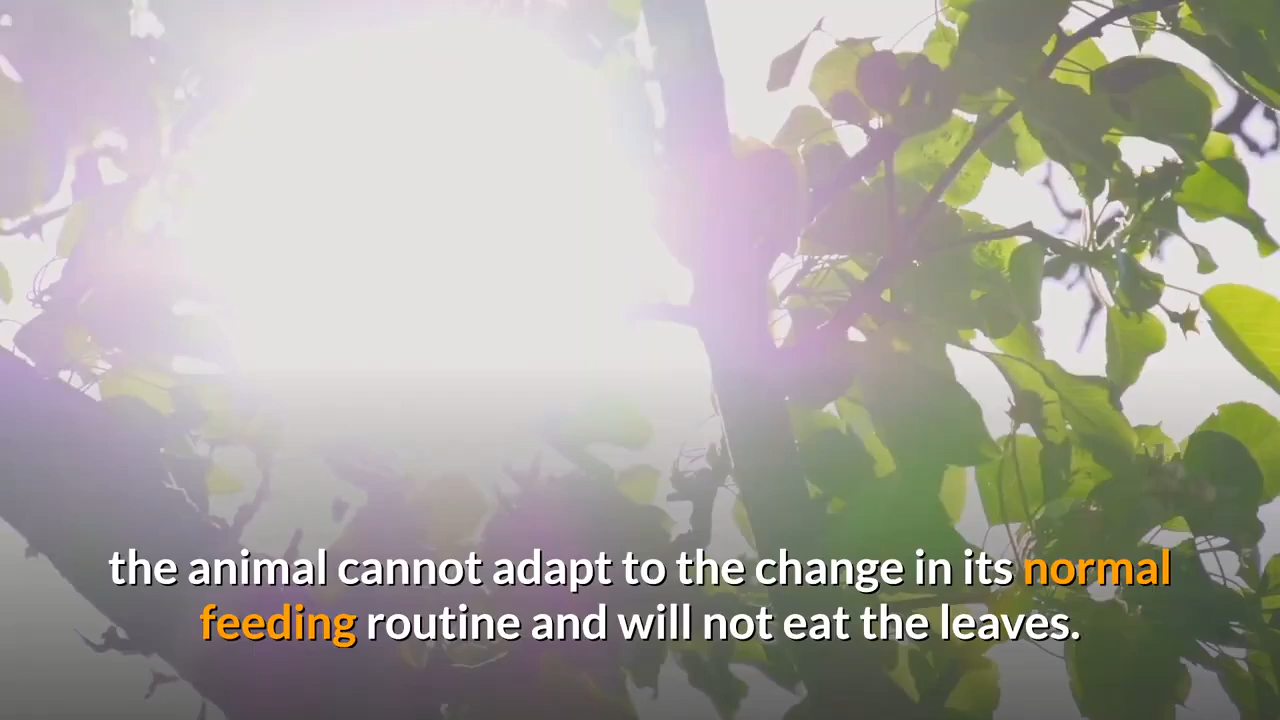 the animal cannot adapt to the change in its normal
feeding routine and will not eat the leaves.